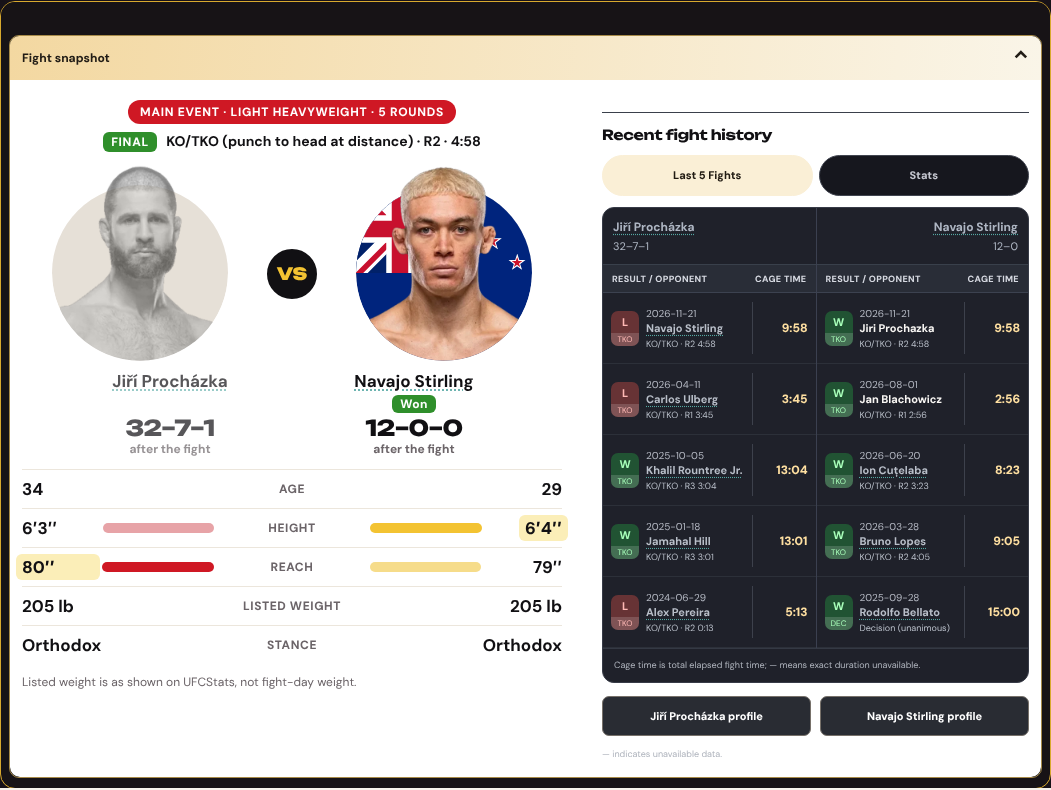 Fight snapshot
MAIN EVENT · LIGHT HEAVYWEIGHT · 5 ROUNDS
FINAL KO/TKO (punch to head at distance) · R2 · 4:58
VS
Jiří Procházka
Navajo Stirling
Won
32–7–1
12–0–0
after the fight
after the fight
34 AGE 29
6′3″ HEIGHT 6′4″
80″ REACH 79″
205 lb LISTED WEIGHT 205 lb
Orthodox STANCE Orthodox
Listed weight is as shown on UFCStats, not fight-day weight.
Recent fight history
Last 5 Fights
Stats
Jiří Procházka
32–7–1
Navajo Stirling
12–0
RESULT / OPPONENT CAGE TIME RESULT / OPPONENT CAGE TIME
L
TKO
2026-11-21
Navajo Stirling
KO/TKO · R2 4:58
9:58
W
TKO
2026-11-21
Jiri Prochazka
KO/TKO · R2 4:58
9:58
L
TKO
2026-04-11
Carlos Ulberg
KO/TKO · R1 3:45
3:45
W
TKO
2026-08-01
Jan Blachowicz
KO/TKO · R1 2:56
2:56
W
TKO
2025-10-05
Khalil Rountree Jr.
KO/TKO · R3 3:04
13:04
W
TKO
2026-06-20
Ion Cuțelaba
KO/TKO · R2 3:23
8:23
W
TKO
2025-01-18
Jamahal Hill
KO/TKO · R3 3:01
13:01
W
TKO
2026-03-28
Bruno Lopes
KO/TKO · R2 4:05
9:05
L
TKO
2024-06-29
Alex Pereira
KO/TKO · R2 0:13
5:13
W
DEC
2025-09-28
Rodolfo Bellato
Decision (unanimous)
15:00
Cage time is total elapsed fight time; — means exact duration unavailable.
Jiří Procházka profile
Navajo Stirling profile
— indicates unavailable data.